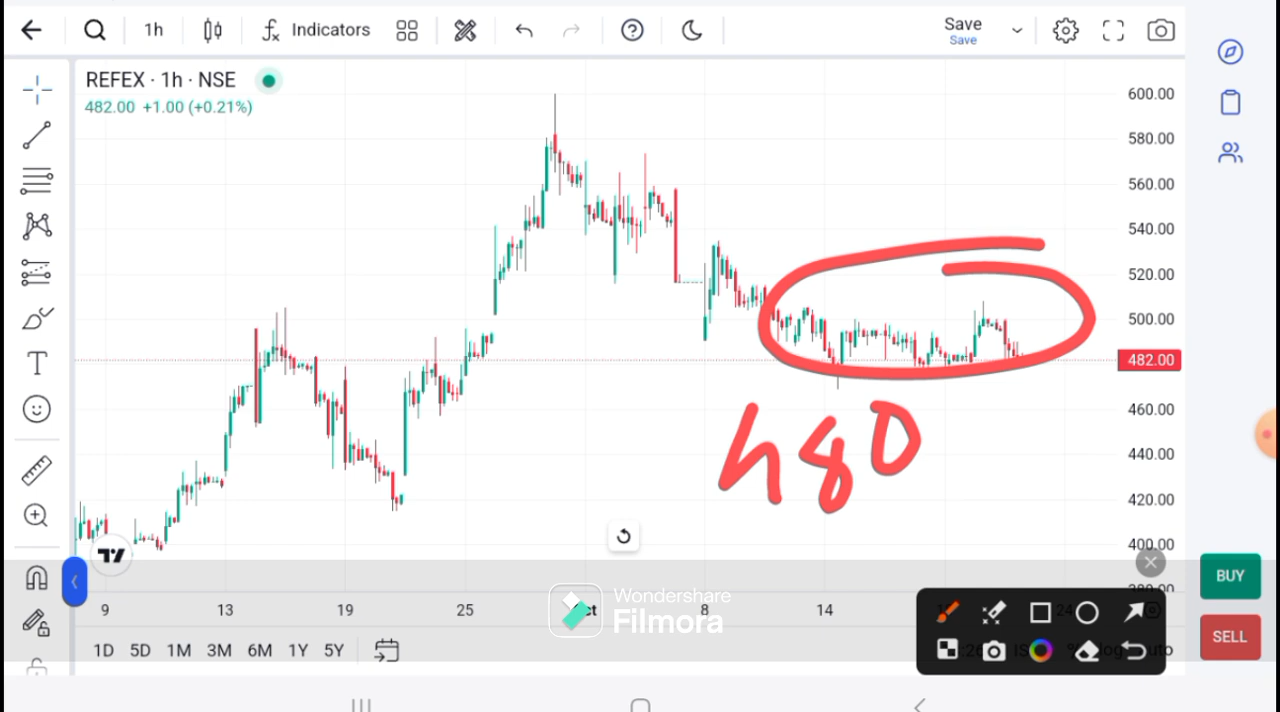 1h
Indicators
Save
Save
REFEX · 1h · NSE
482.00 +1.00 (+0.21%)
600.00
580.00
560.00
540.00
520.00
500.00
482.00
460.00
440.00
420.00
400.00
480
BUY
SELL
9 13 19 25 8 14 24
Wondershare
Filmora
1D 5D 1M 3M 6M 1Y 5Y